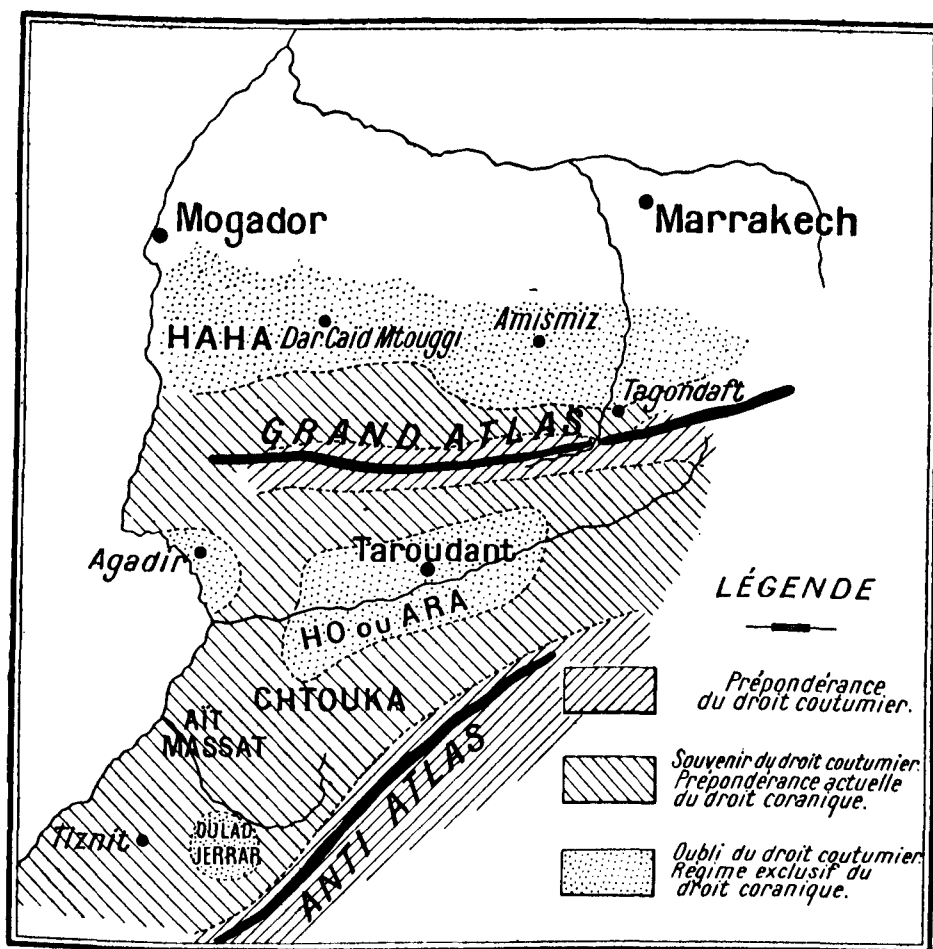 Mogador
Marrakech
HAHA
Dar Caid Mtouggi
Amismiz
Tagondaft
GRAND ATLAS
Agadir
Taroudant
HO ou ARA
CHTOUKA
AÏT
MASSAT
Tiznit
OULAD
JERRAR
ANTI ATLAS
LÉGENDE
Prépondérance
du droit coutumier.
Souvenir du droit coutumier.
Prépondérance actuelle
du droit coranique.
Oubli du droit coutumier
Régime exclusif du
droit coranique.